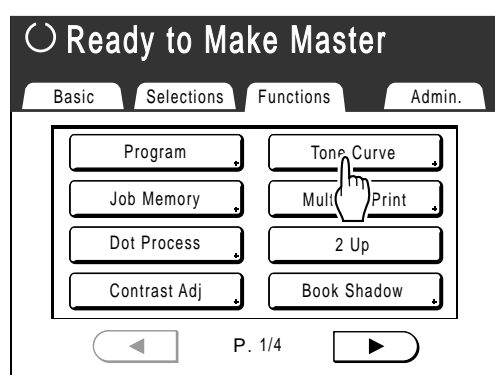 Ready to Make Master
Basic Selections Functions Admin.
Program Tone Curve
Job Memory Print
Dot Process 2 Up
Contrast Adj Book Shadow
P. 1/4